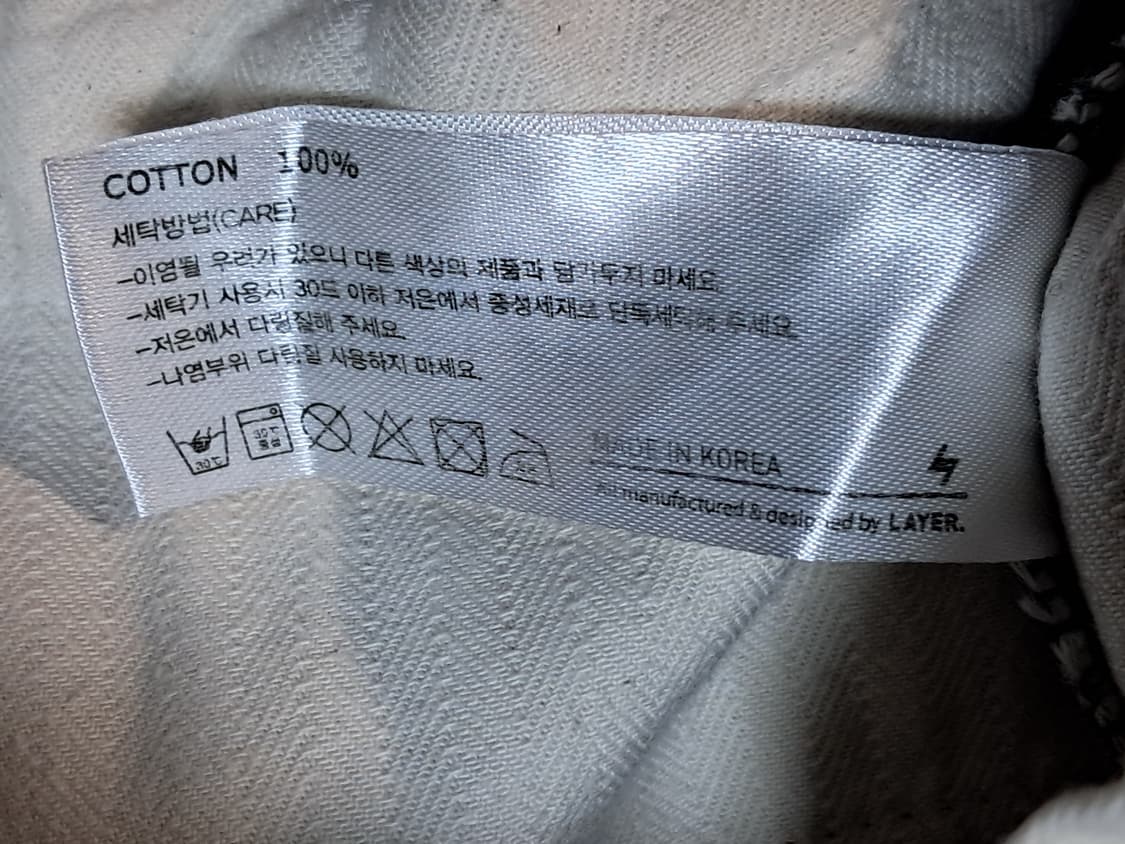 COTTON 100%
세탁방법(CARE)
-이염될 우려가 있으니 다른 색상의 제품과 담가두지 마세요.
-세탁기 사용시 30도 이하 저온에서 중성세재로 단독세탁해 주세요.
-저온에서 다림질해 주세요.
-나염부위 다림질 사용하지 마세요.
30℃
30℃
중성
MADE IN KOREA
All manufactured & designed by LAYER.